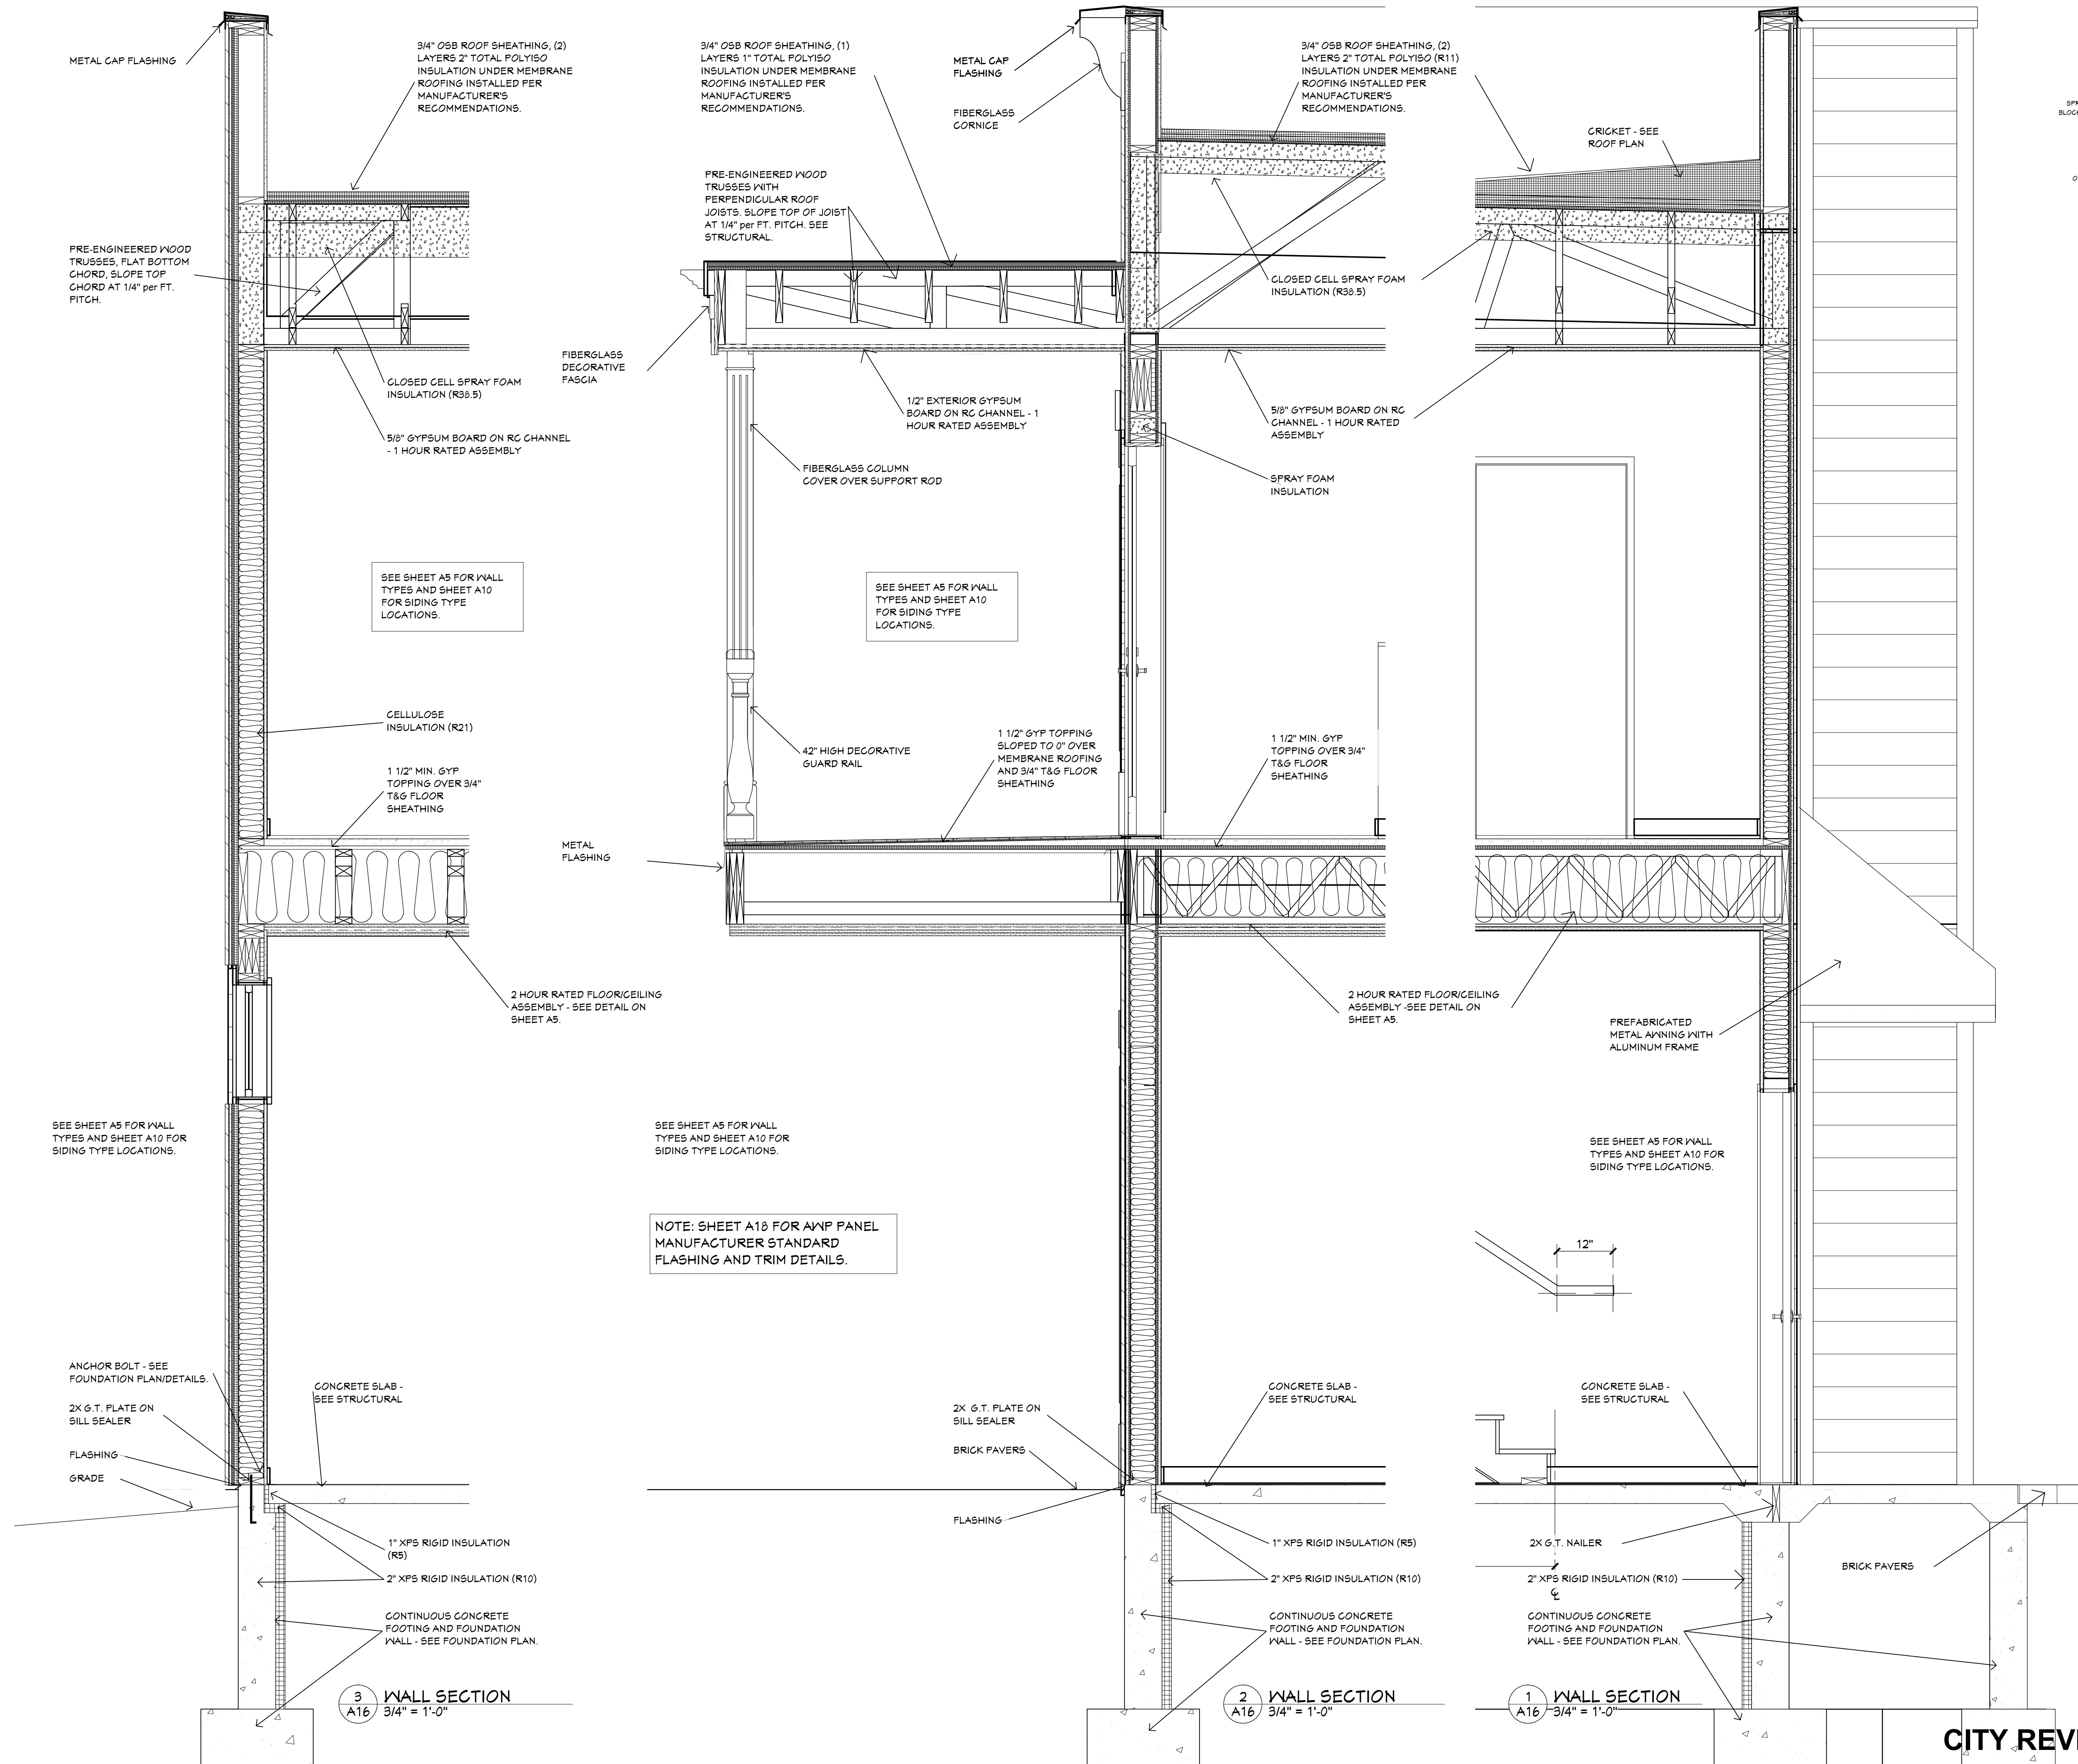 METAL CAP FLASHING
3/4" OSB ROOF SHEATHING, (2)
LAYERS 2" TOTAL POLYISO
INSULATION UNDER MEMBRANE
ROOFING INSTALLED PER
MANUFACTURER'S
RECOMMENDATIONS.
PRE-ENGINEERED WOOD
TRUSSES, FLAT BOTTOM
CHORD, SLOPE TOP
CHORD AT 1/4" per FT.
PITCH.
CLOSED CELL SPRAY FOAM
INSULATION (R38.5)
5/8" GYPSUM BOARD ON RC CHANNEL
- 1 HOUR RATED ASSEMBLY
SEE SHEET A5 FOR WALL
TYPES AND SHEET A10
FOR SIDING TYPE
LOCATIONS.
CELLULOSE
INSULATION (R21)
1 1/2" MIN. GYP
TOPPING OVER 3/4"
T&G FLOOR
SHEATHING
2 HOUR RATED FLOOR/CEILING
ASSEMBLY - SEE DETAIL ON
SHEET A5.
SEE SHEET A5 FOR WALL
TYPES AND SHEET A10 FOR
SIDING TYPE LOCATIONS.
ANCHOR BOLT - SEE
FOUNDATION PLAN/DETAILS.
2X G.T. PLATE ON
SILL SEALER
FLASHING
GRADE
CONCRETE SLAB -
SEE STRUCTURAL
1" XPS RIGID INSULATION
(R5)
2" XPS RIGID INSULATION (R10)
CONTINUOUS CONCRETE
FOOTING AND FOUNDATION
WALL - SEE FOUNDATION PLAN.
3
A16
WALL SECTION
3/4" = 1'-0"
3/4" OSB ROOF SHEATHING, (1)
LAYERS 1" TOTAL POLYISO
INSULATION UNDER MEMBRANE
ROOFING INSTALLED PER
MANUFACTURER'S
RECOMMENDATIONS.
METAL CAP
FLASHING
FIBERGLASS
CORNICE
PRE-ENGINEERED WOOD
TRUSSES WITH
PERPENDICULAR ROOF
JOISTS. SLOPE TOP OF JOIST
AT 1/4" per FT. PITCH. SEE
STRUCTURAL.
FIBERGLASS
DECORATIVE
FASCIA
1/2" EXTERIOR GYPSUM
BOARD ON RC CHANNEL - 1
HOUR RATED ASSEMBLY
FIBERGLASS COLUMN
COVER OVER SUPPORT ROD
SEE SHEET A5 FOR WALL
TYPES AND SHEET A10
FOR SIDING TYPE
LOCATIONS.
42" HIGH DECORATIVE
GUARD RAIL
1 1/2" GYP TOPPING
SLOPED TO 0" OVER
MEMBRANE ROOFING
AND 3/4" T&G FLOOR
SHEATHING
METAL
FLASHING
SEE SHEET A5 FOR WALL
TYPES AND SHEET A10 FOR
SIDING TYPE LOCATIONS.
NOTE: SHEET A18 FOR AWP PANEL
MANUFACTURER STANDARD
FLASHING AND TRIM DETAILS.
2X G.T. PLATE ON
SILL SEALER
BRICK PAVERS
FLASHING
3/4" OSB ROOF SHEATHING, (2)
LAYERS 2" TOTAL POLYISO (R11)
INSULATION UNDER MEMBRANE
ROOFING INSTALLED PER
MANUFACTURER'S
RECOMMENDATIONS.
CLOSED CELL SPRAY FOAM
INSULATION (R38.5)
5/8" GYPSUM BOARD ON RC
CHANNEL - 1 HOUR RATED
ASSEMBLY
SPRAY FOAM
INSULATION
1 1/2" MIN. GYP
TOPPING OVER 3/4"
T&G FLOOR
SHEATHING
2 HOUR RATED FLOOR/CEILING
ASSEMBLY -SEE DETAIL ON
SHEET A5.
CONCRETE SLAB -
SEE STRUCTURAL
1" XPS RIGID INSULATION (R5)
2" XPS RIGID INSULATION (R10)
CONTINUOUS CONCRETE
FOOTING AND FOUNDATION
WALL - SEE FOUNDATION PLAN.
2
A16
WALL SECTION
3/4" = 1'-0"
CRICKET - SEE
ROOF PLAN
PREFABRICATED
METAL AWNING WITH
ALUMINUM FRAME
SEE SHEET A5 FOR WALL
TYPES AND SHEET A10 FOR
SIDING TYPE LOCATIONS.
12"
CONCRETE SLAB -
SEE STRUCTURAL
2X G.T. NAILER
BRICK PAVERS
2" XPS RIGID INSULATION (R10)
CONTINUOUS CONCRETE
FOOTING AND FOUNDATION
WALL - SEE FOUNDATION PLAN.
1
A16
WALL SECTION
3/4" = 1'-0"
CITY